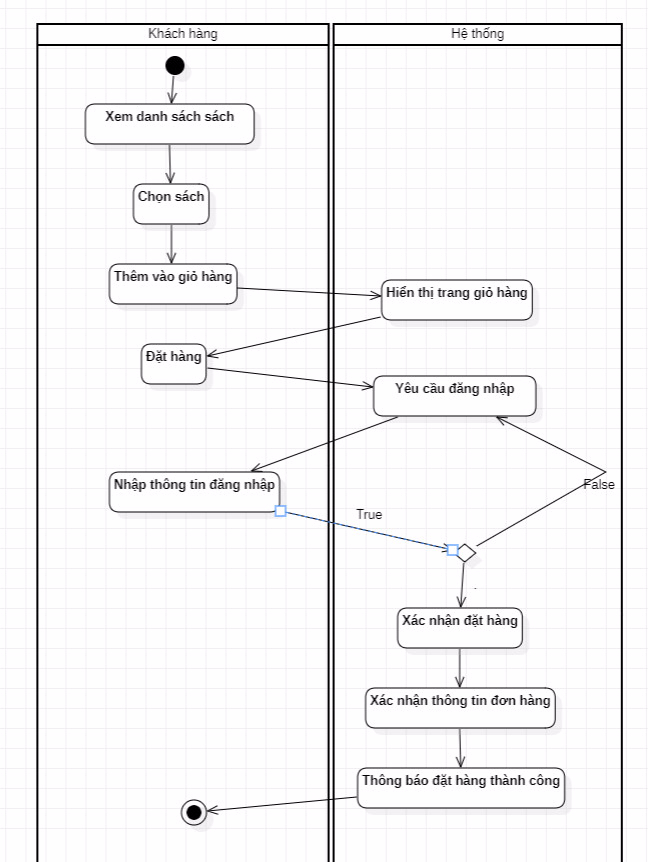 Khách hàng
Hệ thống
Xem danh sách sách
Chọn sách
Thêm vào giỏ hàng
Hiển thị trang giỏ hàng
Đặt hàng
Yêu cầu đăng nhập
Nhập thông tin đăng nhập
False
True
Xác nhận đặt hàng
Xác nhận thông tin đơn hàng
Thông báo đặt hàng thành công